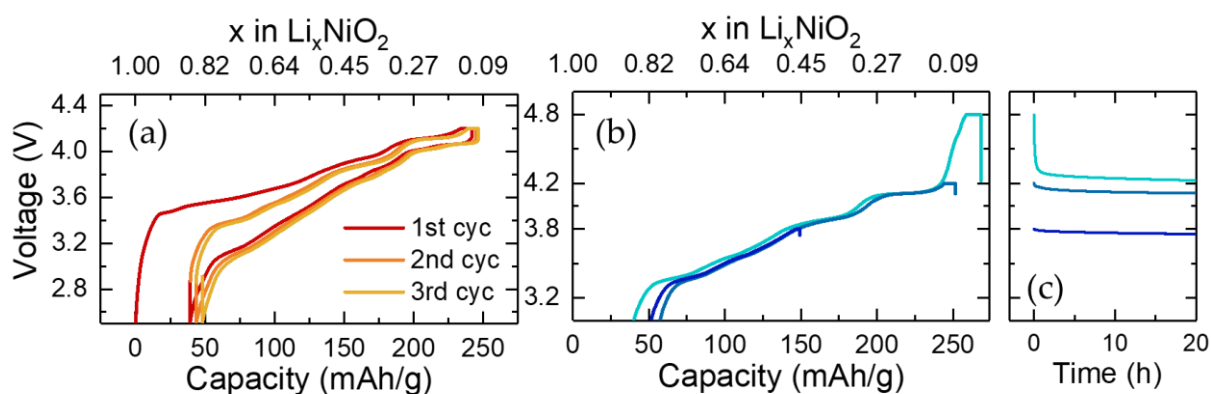 x in LiₓNiO₂
1.00 0.82 0.64 0.45 0.27 0.09
4.4
4.0
3.6
3.2
2.8
Voltage (V)
(a)
1st cyc
2nd cyc
3rd cyc
0 50 100 150 200 250
Capacity (mAh/g)
x in LiₓNiO₂
1.00 0.82 0.64 0.45 0.27 0.09
4.8
4.2
3.8
3.2
(b)
0 50 100 150 200 250
Capacity (mAh/g)
(c)
0 10 20
Time (h)